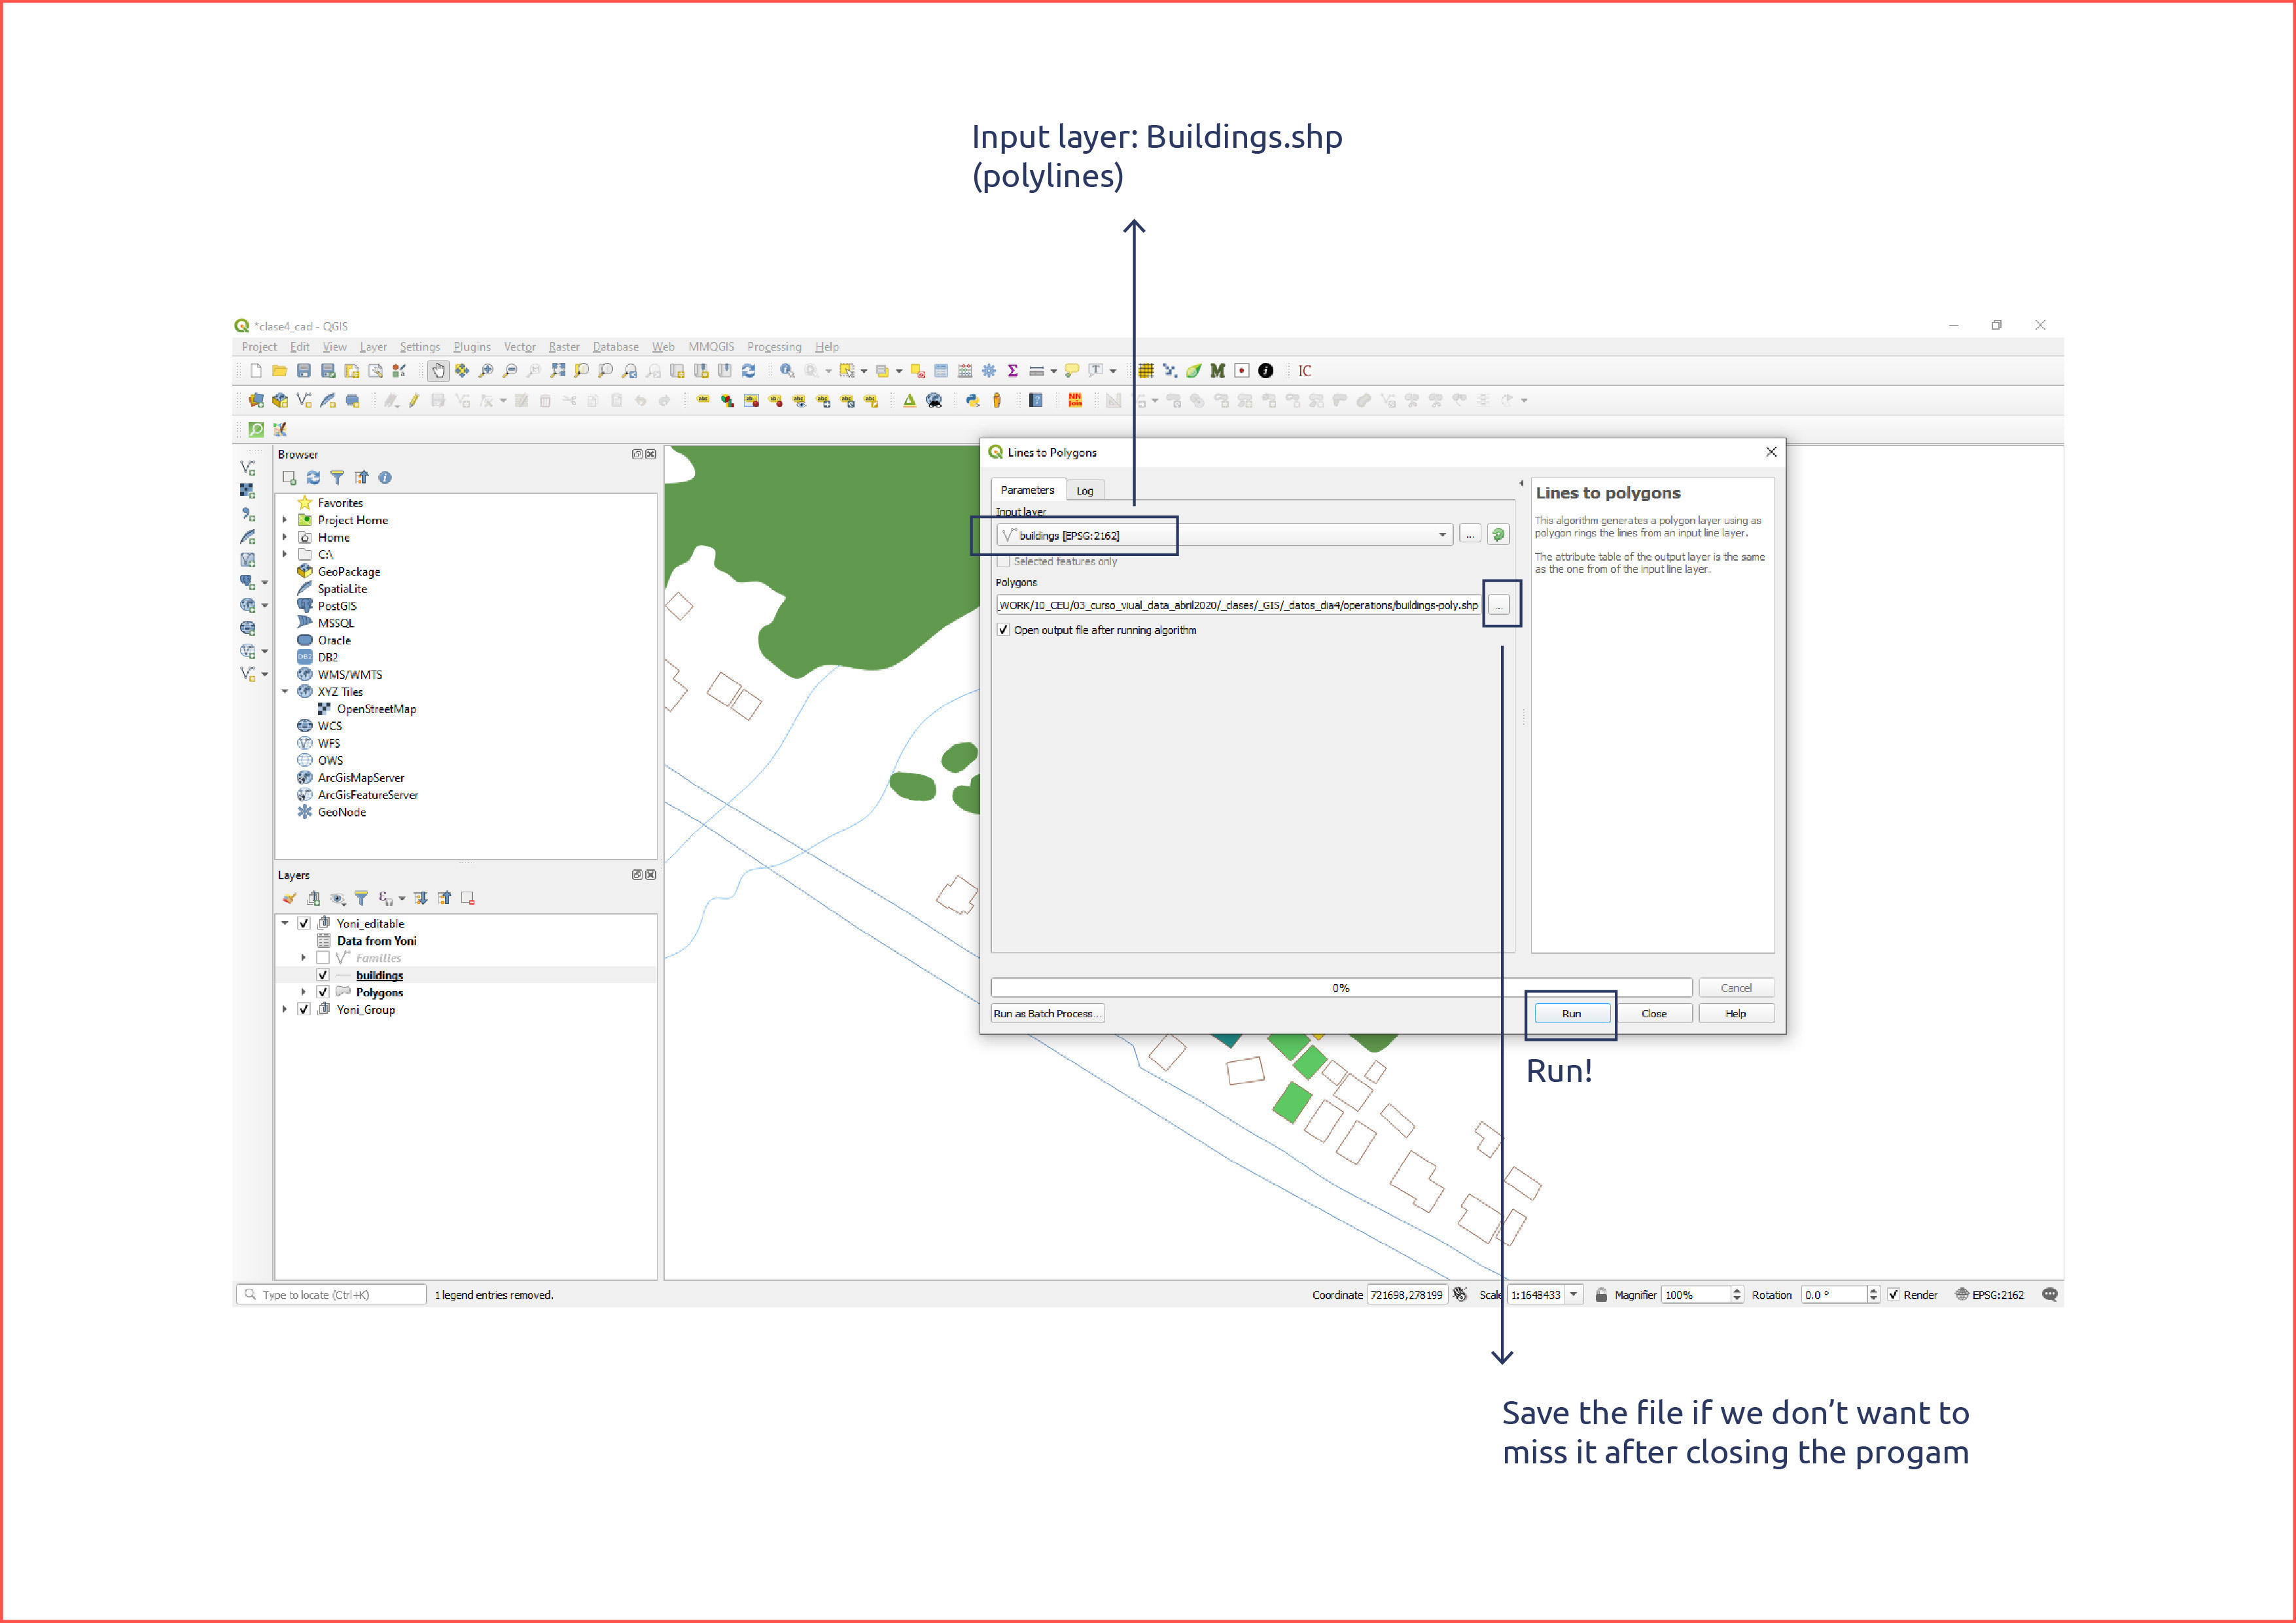 Input layer: Buildings.shp
(polylines)
*clase4_cad - QGIS
Project Edit View Layer Settings Plugins Vector Raster Database Web MMQGIS Processing Help
IC
Browser
Favorites
Project Home
Home
C:\
GeoPackage
SpatiaLite
PostGIS
MSSQL
Oracle
DB2
WMS/WMTS
XYZ Tiles
OpenStreetMap
WCS
WFS
OWS
ArcGisMapServer
ArcGisFeatureServer
GeoNode
Layers
Yoni_editable
Data from Yoni
Families
buildings
Polygons
Yoni_Group
Lines to Polygons
Parameters Log
Input layer
buildings [EPSG:2162]
...
Selected features only
Polygons
WORK/10_CEU/03_curso_viual_data_abril2020/_clases/_GIS/_datos_dia4/operations/buildings-poly.shp
...
Open output file after running algorithm
Lines to polygons
This algorithm generates a polygon layer using as
polygon rings the lines from an input line layer.
The attribute table of the output layer is the same
as the one from of the input line layer.
0%
Cancel
Run as Batch Process...
Run Close Help
Run!
Type to locate (Ctrl+K) 1 legend entries removed. Coordinate 721698,278199 Scale 1:1648433 Magnifier 100% Rotation 0.0 ° Render EPSG:2162
Save the file if we don't want to
miss it after closing the progam